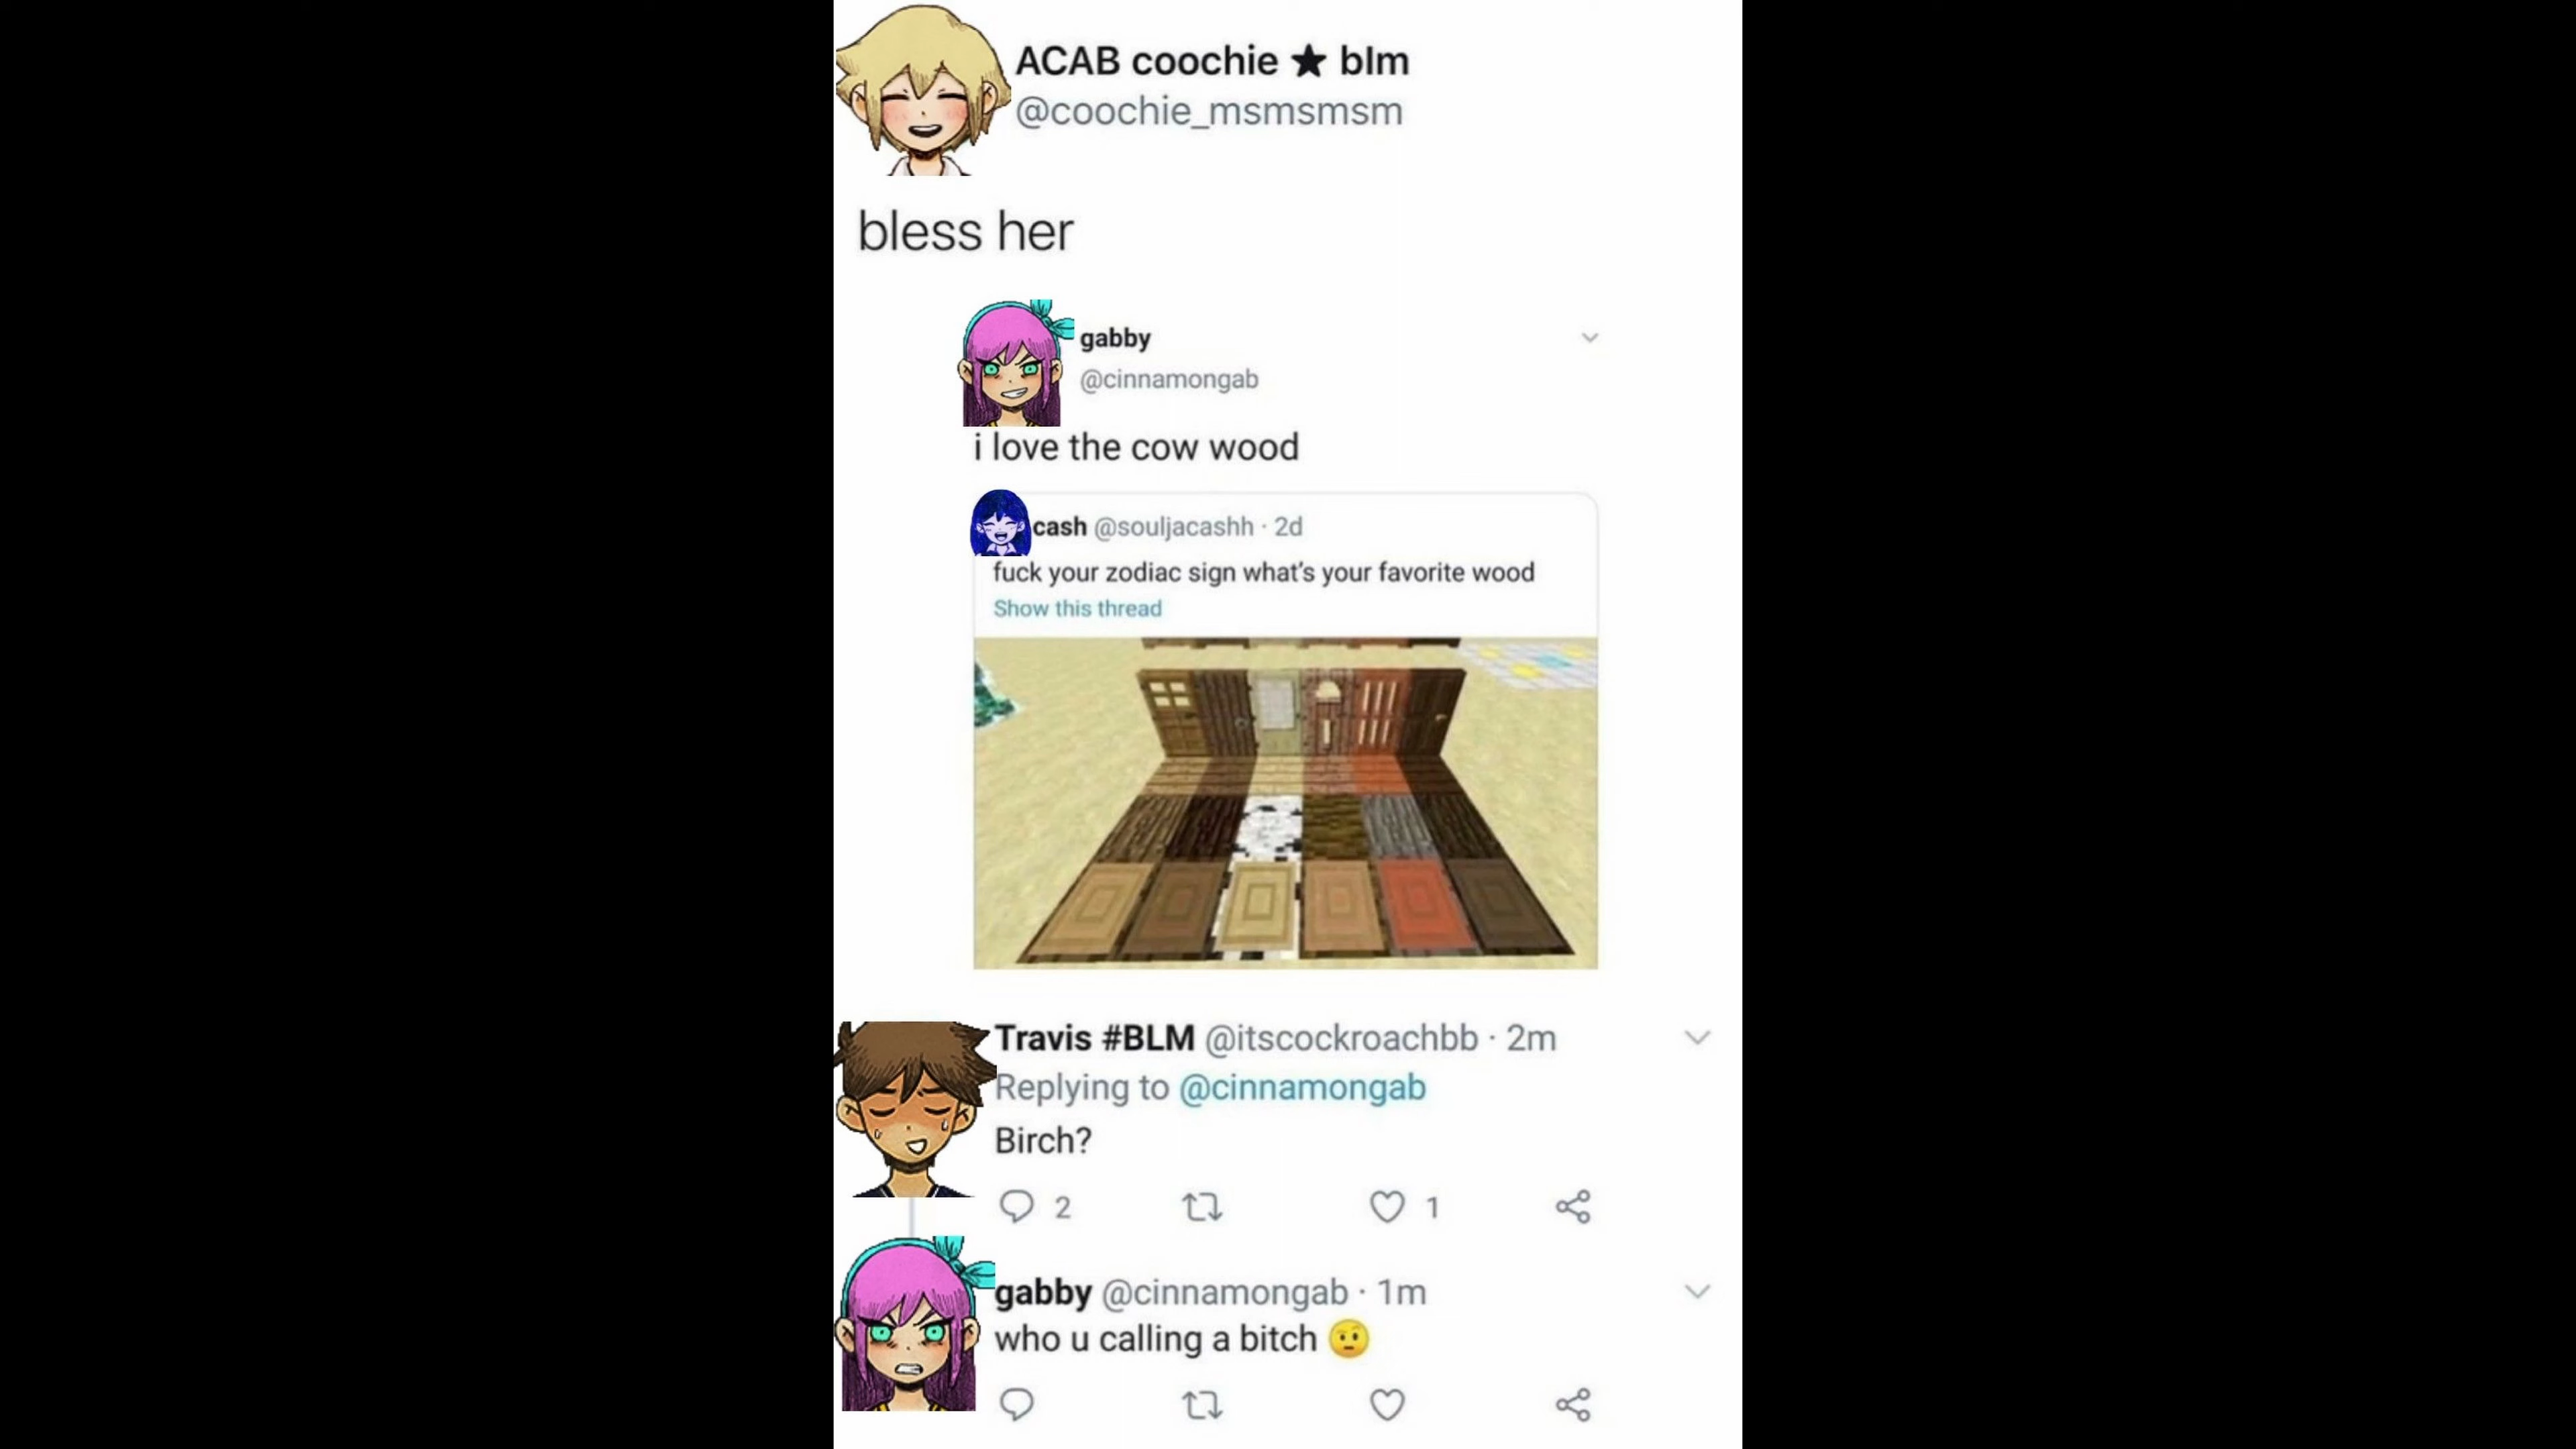 ACAB coochie ★ blm
@coochie_msmsmsm
bless her
gabby
@cinnamongab
i love the cow wood
cash @souljacashh · 2d
fuck your zodiac sign what's your favorite wood
Show this thread
Travis #BLM @itscockroachbb · 2m
Replying to @cinnamongab
Birch?
2 1
gabby @cinnamongab · 1m
who u calling a bitch 🤨